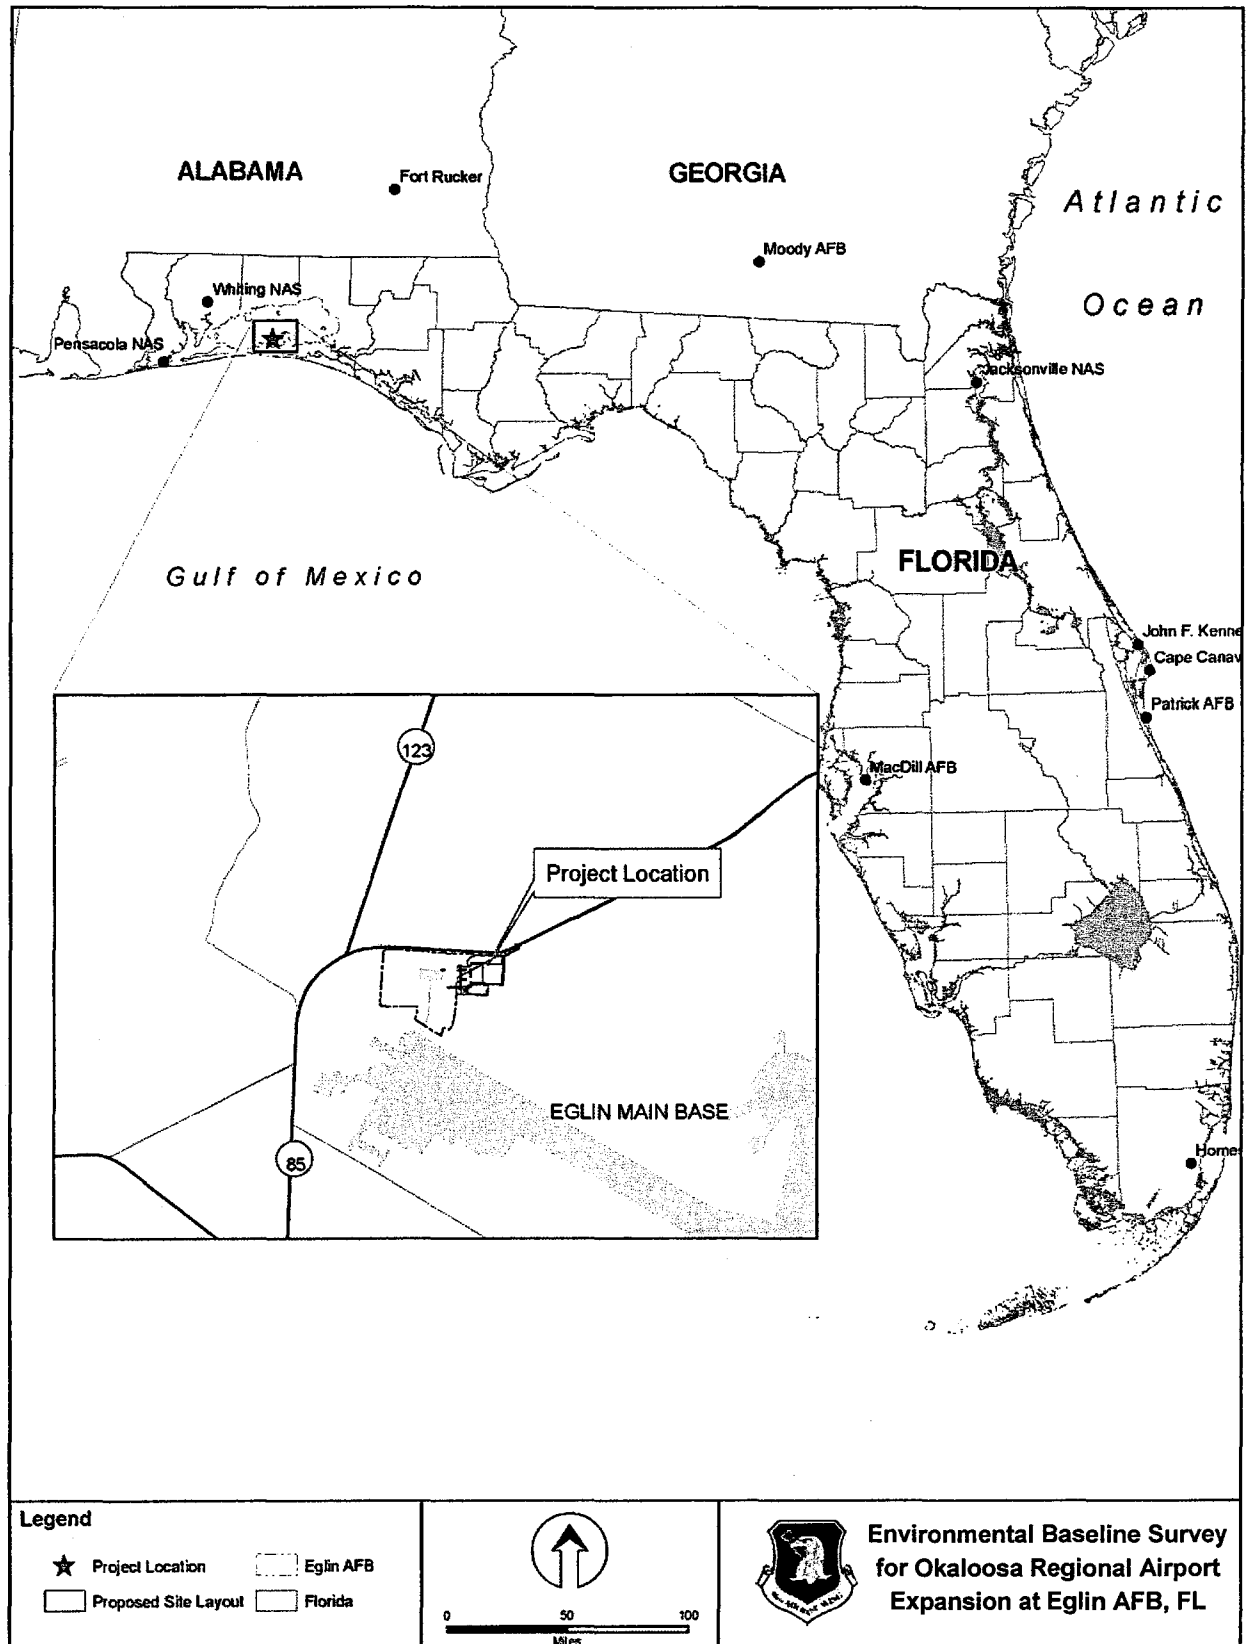 ALABAMA
Fort Rucker
GEORGIA
Atlantic
Ocean
Moody AFB
Whiting NAS
Pensacola NAS
Jacksonville NAS
Gulf of Mexico
FLORIDA
John F. Kenne
Cape Canav
Patrick AFB
MacDill AFB
123
Project Location
EGLIN MAIN BASE
85
Homes
Legend
Project Location
Eglin AFB
Proposed Site Layout
Florida
0 50 100
Miles
Environmental Baseline Survey
for Okaloosa Regional Airport
Expansion at Eglin AFB, FL